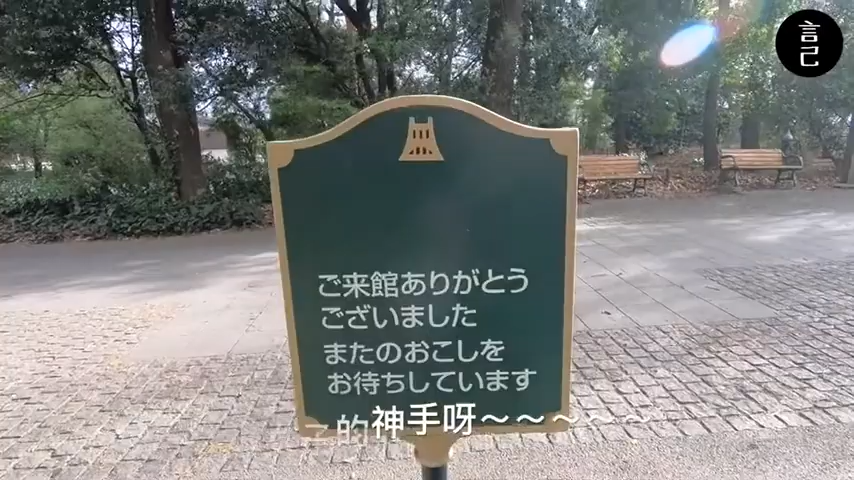 言己
ご来館ありがとう
ございました
またのおこしを
お待ちしています
的神手呀～～～～～～